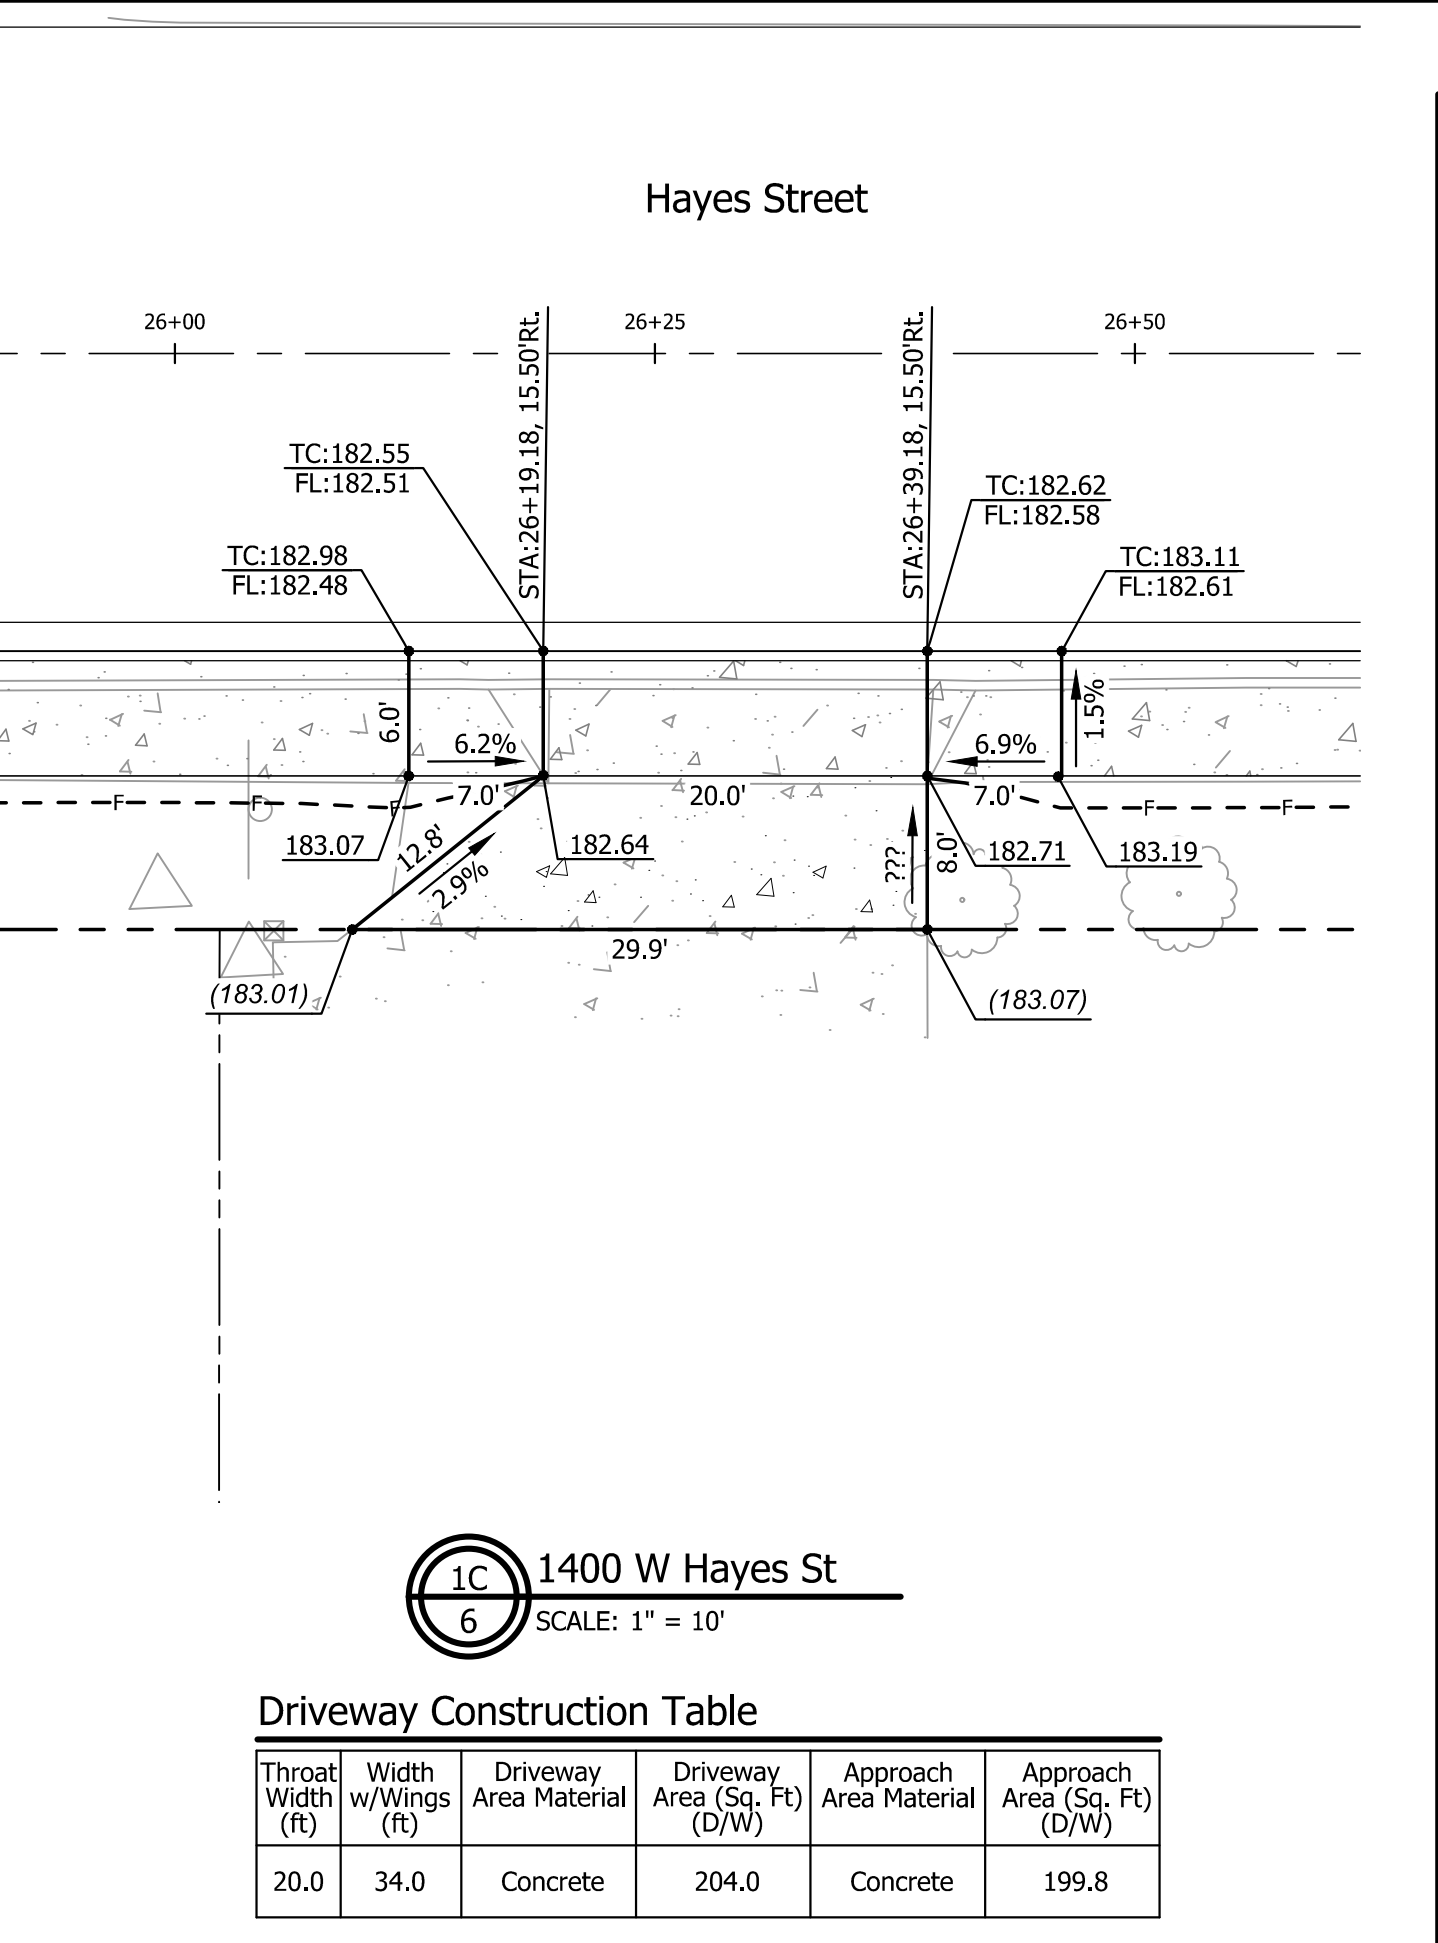 Hayes Street
26+00
26+25
26+50
STA:26+19.18, 15.50'Rt.
STA:26+39.18, 15.50'Rt.
TC:182.55
FL:182.51
TC:182.62
FL:182.58
TC:182.98
FL:182.48
TC:183.11
FL:182.61
6.0'
6.2%
6.9%
1.5%
7.0'
20.0'
7.0'
F
F
F
F
F
183.07
12.8'
2.9%
182.64
???
8.0'
182.71
183.19
29.9'
(183.01)
(183.07)
1C
6
1400 W Hayes St
SCALE: 1" = 10'
Driveway Construction Table
Throat Width (ft)
Width w/Wings (ft)
Driveway Area Material
Driveway Area (Sq. Ft) (D/W)
Approach Area Material
Approach Area (Sq. Ft) (D/W)
20.0
34.0
Concrete
204.0
Concrete
199.8